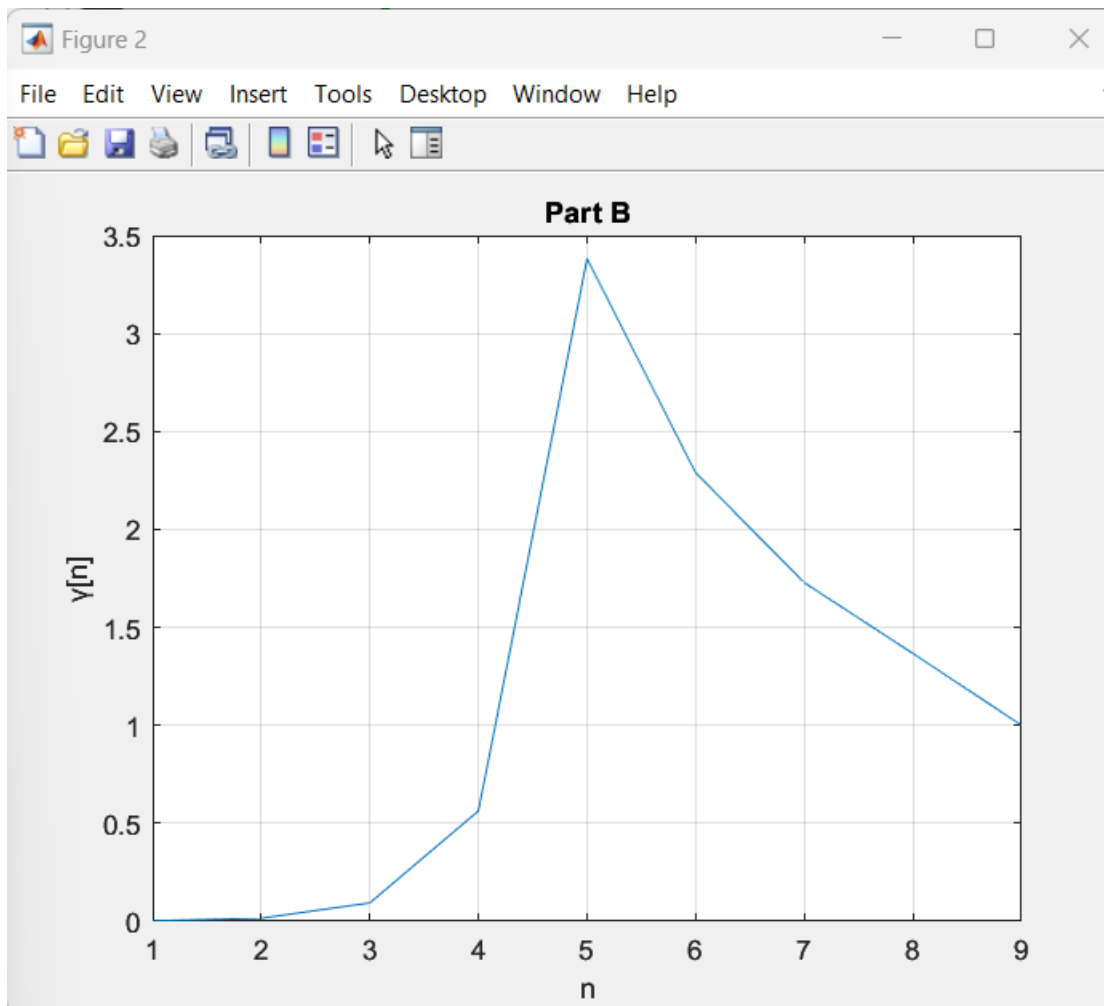 Figure 2
File Edit View Insert Tools Desktop Window Help
Part B
3.5
3
2.5
2
1.5
1
0.5
0
y[n]
1 2 3 4 5 6 7 8 9
n